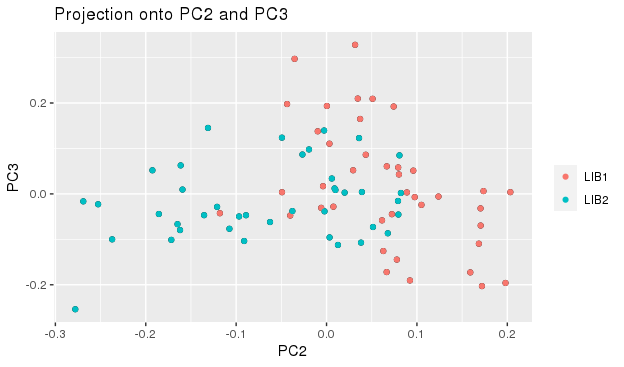 Projection onto PC2 and PC3
0.2
0.0
-0.2
PC3
-0.3 -0.2 -0.1 0.0 0.1 0.2
PC2
LIB1
LIB2